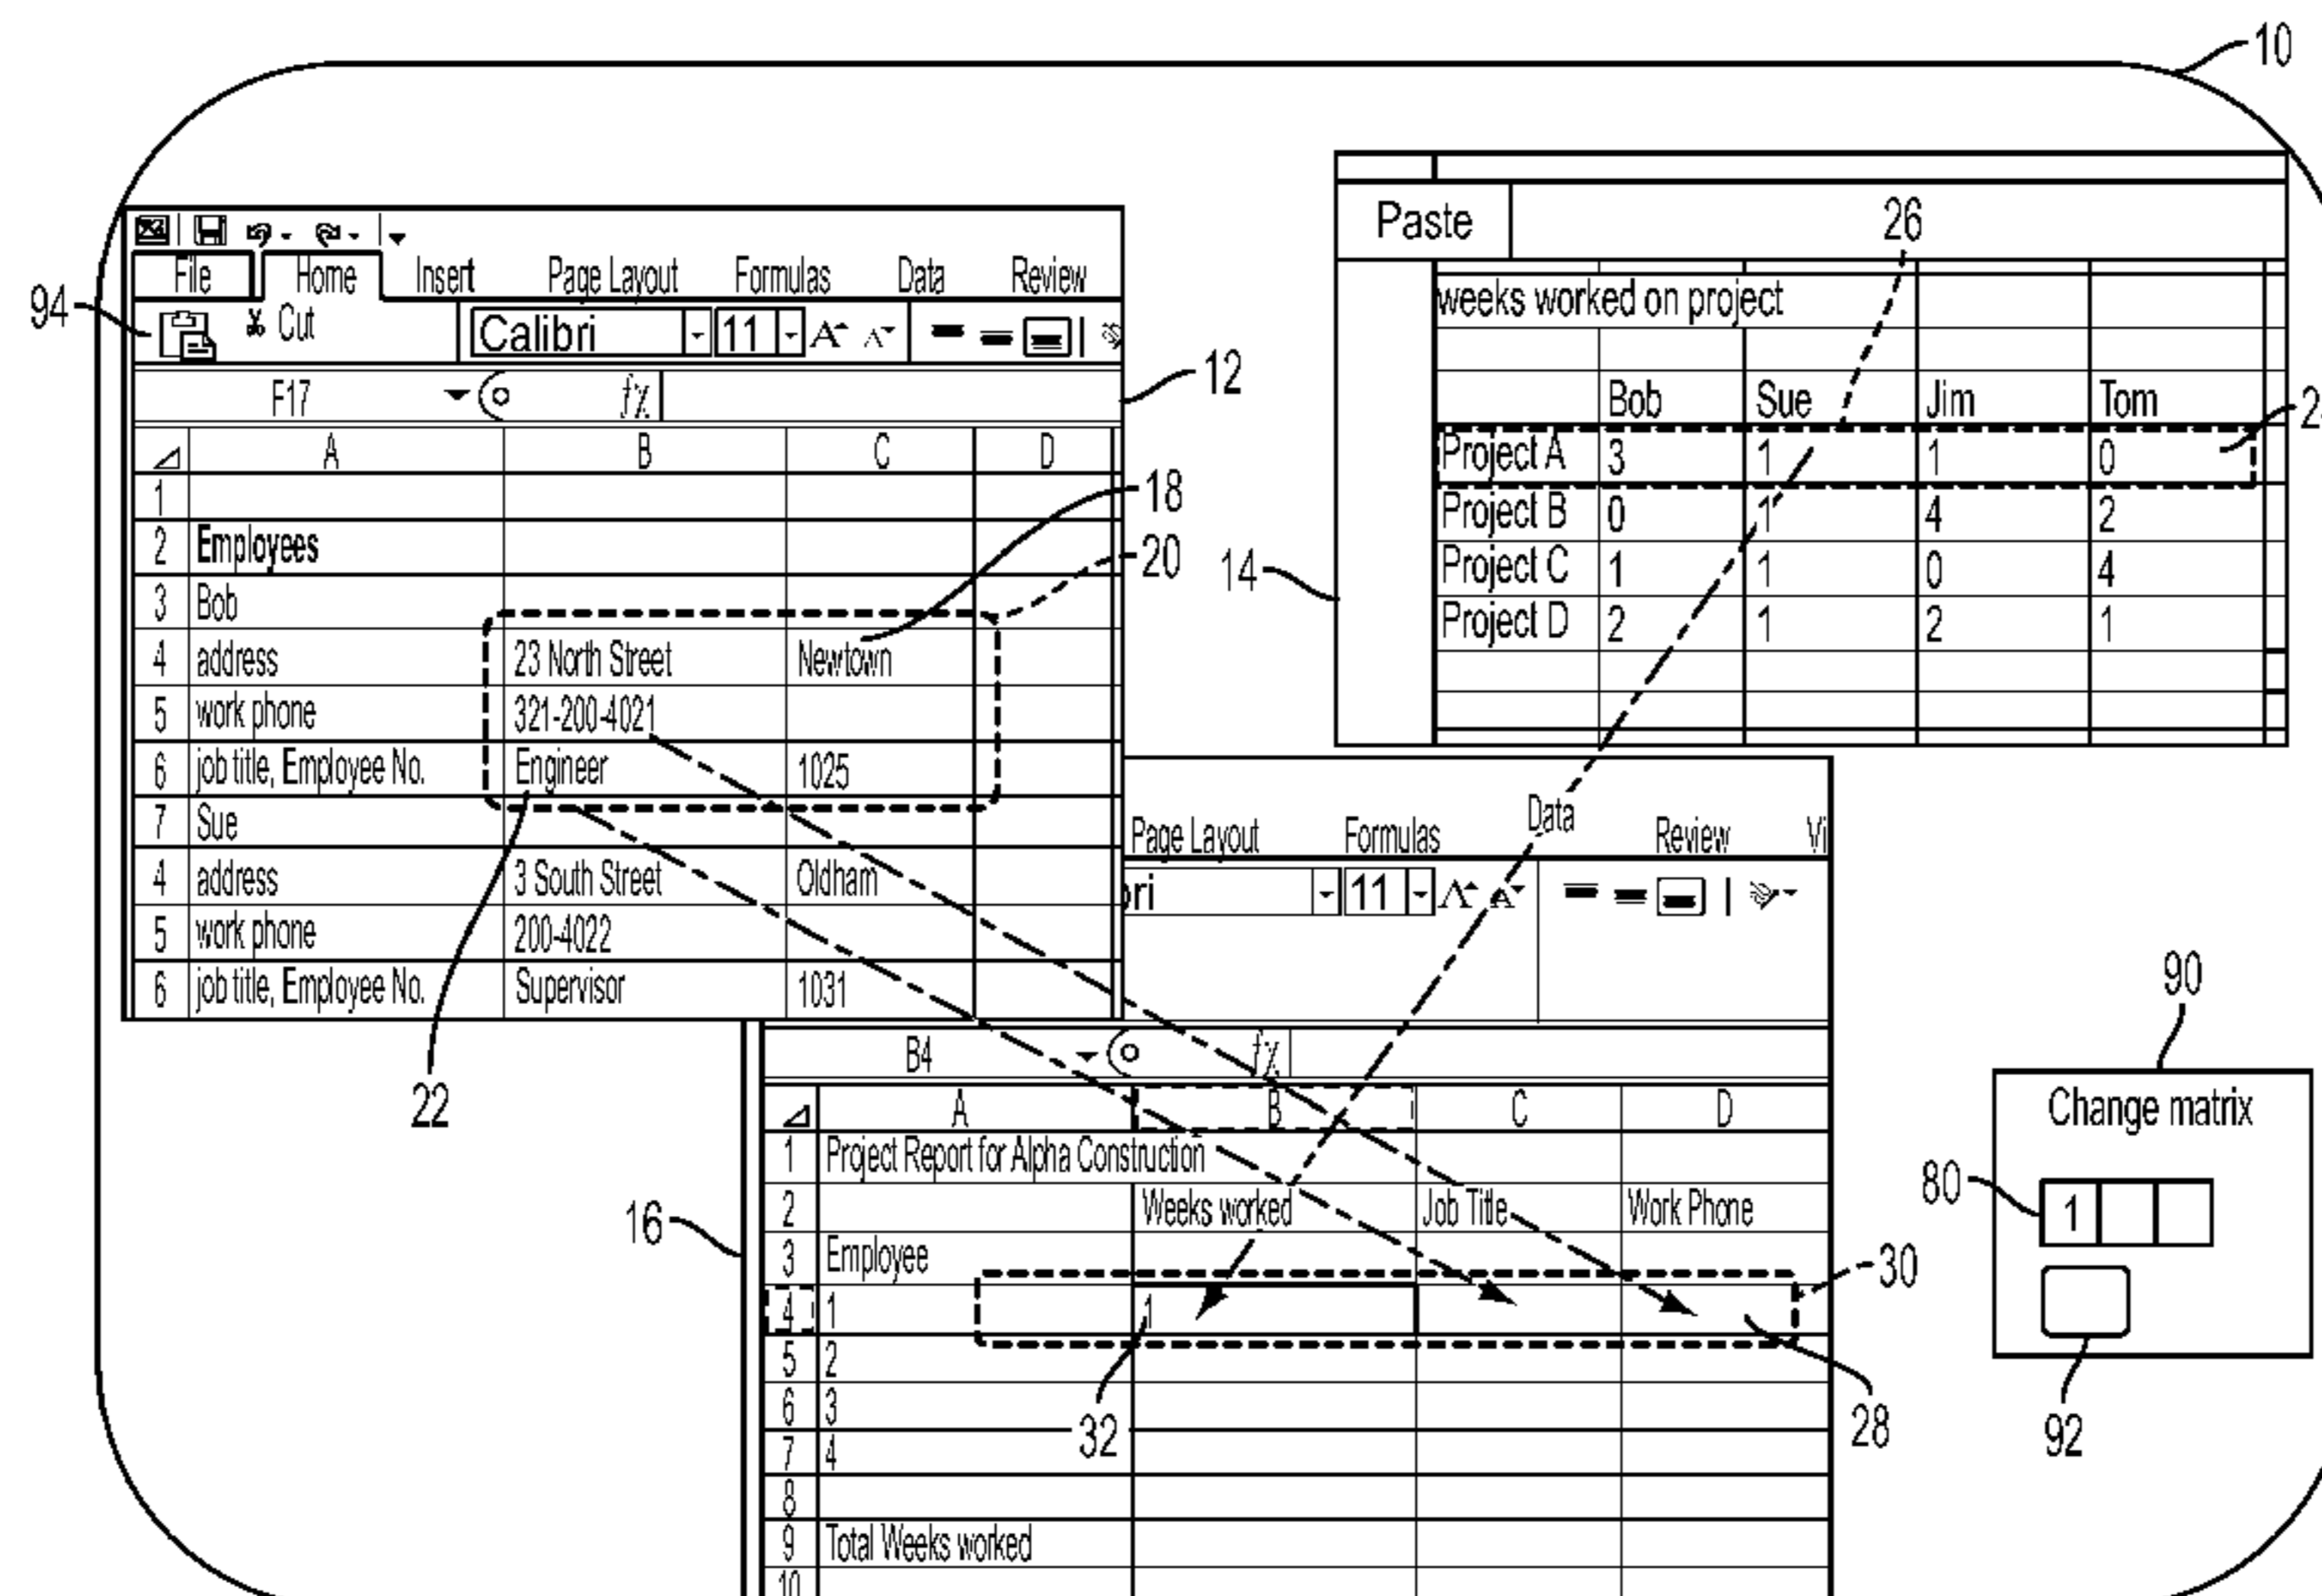 10
Paste
26
weeks worked on project
Bob Sue Jim Tom
Project A 3 1 1 0
Project B 0 1 4 2
Project C 1 1 0 4
Project D 2 1 2 1
14
94
File Home Insert Page Layout Formulas Data Review
Cut Calibri 11 A A
12
F17 fx
A B C D
1
18
2 Employees
20
3 Bob
4 address 23 North Street Newtown
5 work phone 321-200-4021
6 job title, Employee No. Engineer 1025
7 Sue
4 address 3 South Street Oldham
5 work phone 200-4022
6 job title, Employee No. Supervisor 1031
22
Page Layout Formulas Data Review Vi
bri 11 A A
B4 fx
A B C D
1 Project Report for Alpha Construction
2 Weeks worked Job Title Work Phone
16
3 Employee
30
4 1 1
5 2
6 3
32
28
7 4
8
9 Total Weeks worked
10
90
Change matrix
80
1
92